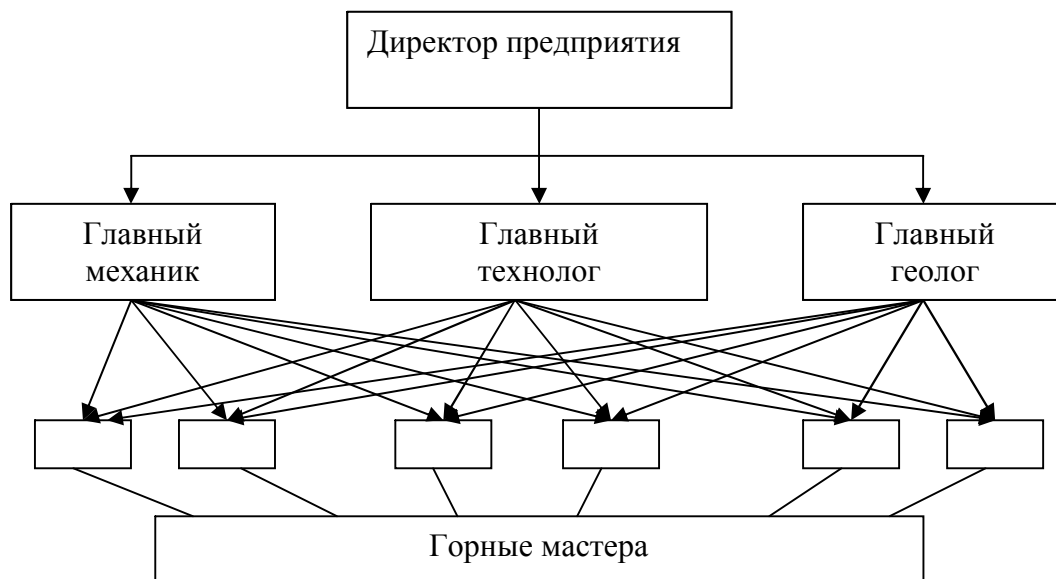 Директор предприятия
Главный
механик
Главный
технолог
Главный
геолог
Горные мастера